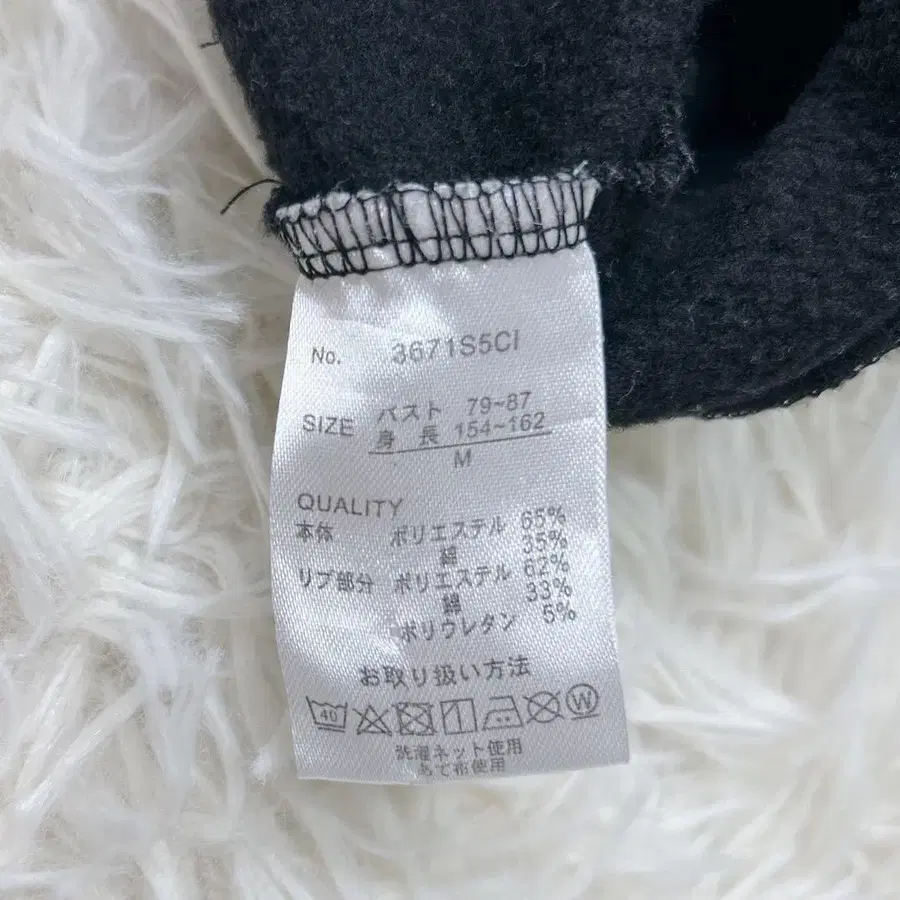 No. 3671S5CI
SIZE バスト 79~87
身長 154~162
M
QUALITY
本体 ポリエステル 65%
綿 35%
リブ部分 ポリエステル 62%
綿 33%
ポリウレタン 5%
お取り扱い方法
40 W
洗濯ネット使用
あて布使用